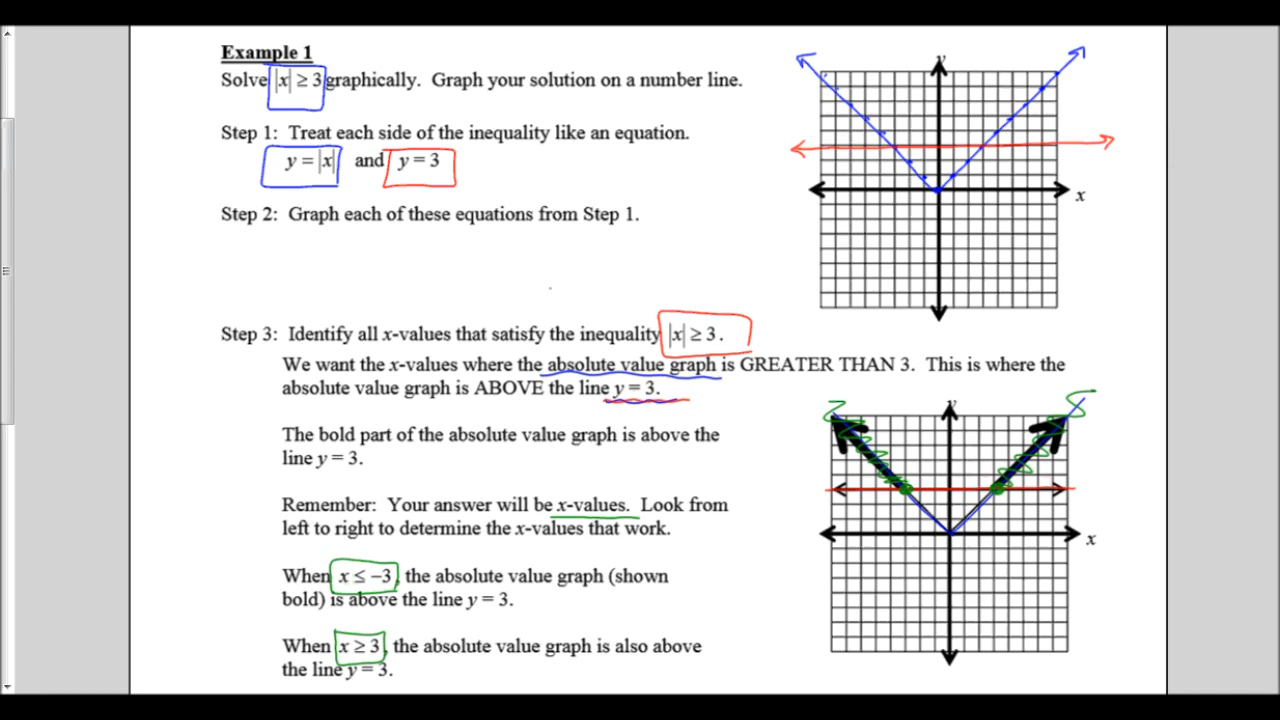 Example 1
Solve |x| ≥ 3 graphically. Graph your solution on a number line.
Step 1: Treat each side of the inequality like an equation.
y = |x| and y = 3
Step 2: Graph each of these equations from Step 1.
y
x
Step 3: Identify all x-values that satisfy the inequality |x| ≥ 3.
We want the x-values where the absolute value graph is GREATER THAN 3. This is where the
absolute value graph is ABOVE the line y = 3.
The bold part of the absolute value graph is above the
line y = 3.
Remember: Your answer will be x-values. Look from
left to right to determine the x-values that work.
When x ≤ −3, the absolute value graph (shown
bold) is above the line y = 3.
When x ≥ 3, the absolute value graph is also above
the line y = 3.
y
x